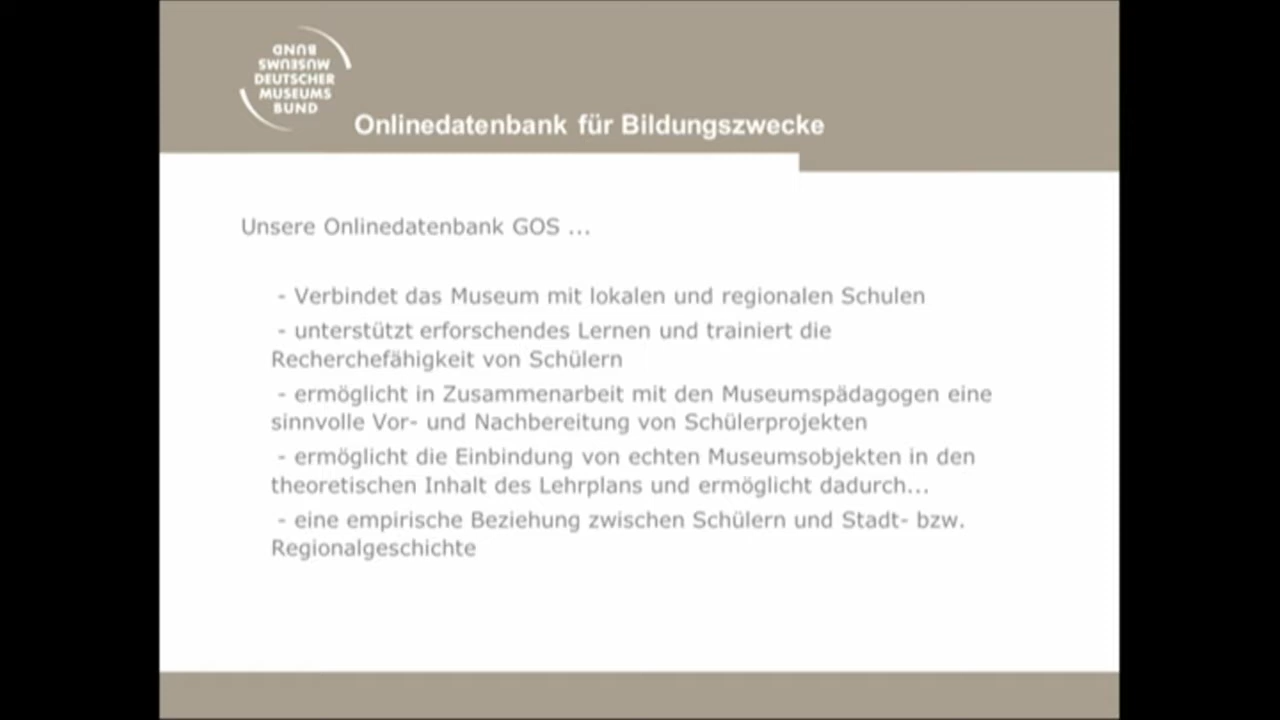 BUND
MUSEUMS
DEUTSCHER
MUSEUMS
BUND
Onlinedatenbank für Bildungszwecke
Unsere Onlinedatenbank GOS ...
- Verbindet das Museum mit lokalen und regionalen Schulen
- unterstützt erforschendes Lernen und trainiert die
Recherchefähigkeit von Schülern
- ermöglicht in Zusammenarbeit mit den Museumspädagogen eine
sinnvolle Vor- und Nachbereitung von Schülerprojekten
- ermöglicht die Einbindung von echten Museumsobjekten in den
theoretischen Inhalt des Lehrplans und ermöglicht dadurch...
- eine empirische Beziehung zwischen Schülern und Stadt- bzw.
Regionalgeschichte